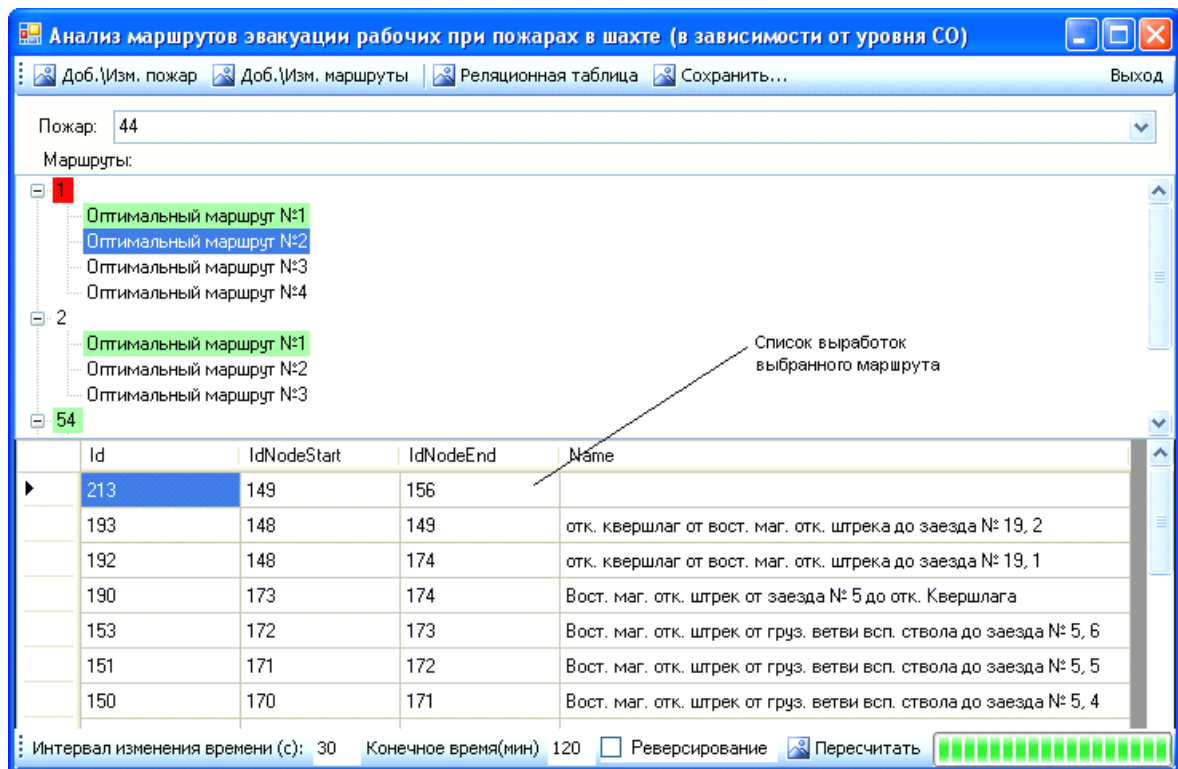 Анализ маршрутов эвакуации рабочих при пожарах в шахте (в зависимости от уровня СО)
Доб.\Изм. пожар Доб.\Изм. маршруты Реляционная таблица Сохранить... Выход
Пожар: 44
Маршруты:
1
Оптимальный маршрут №1
Оптимальный маршрут №2
Оптимальный маршрут №3
Оптимальный маршрут №4
2
Оптимальный маршрут №1
Оптимальный маршрут №2
Оптимальный маршрут №3
54
Список выработок
выбранного маршрута
Id IdNodeStart IdNodeEnd Name
213 149 156
193 148 149 отк. квершлаг от вост. маг. отк. штрека до заезда № 19, 2
192 148 174 отк. квершлаг от вост. маг. отк. штрека до заезда № 19, 1
190 173 174 Вост. маг. отк. штрек от заезда № 5 до отк. Квершлага
153 172 173 Вост. маг. отк. штрек от груз. ветви всп. ствола до заезда № 5, 6
151 171 172 Вост. маг. отк. штрек от груз. ветви всп. ствола до заезда № 5, 5
150 170 171 Вост. маг. отк. штрек от груз. ветви всп. ствола до заезда № 5, 4
Интервал изменения времени (с): 30 Конечное время(мин) 120 Реверсирование Пересчитать